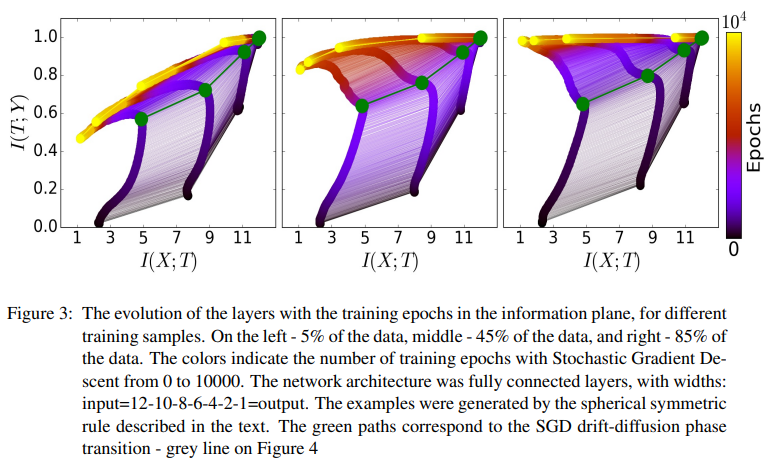 10^4
1.0
0.8
0.6
0.4
0.2
0.0
I(T;Y)
1 3 5 7 9 11
1 3 5 7 9 11
1 3 5 7 9 11
I(X;T)
I(X;T)
I(X;T)
Epochs
0
Figure 3: The evolution of the layers with the training epochs in the information plane, for different
training samples. On the left - 5% of the data, middle - 45% of the data, and right - 85% of
the data. The colors indicate the number of training epochs with Stochastic Gradient De-
scent from 0 to 10000. The network architecture was fully connected layers, with widths:
input=12-10-8-6-4-2-1=output. The examples were generated by the spherical symmetric
rule described in the text. The green paths correspond to the SGD drift-diffusion phase
transition - grey line on Figure 4